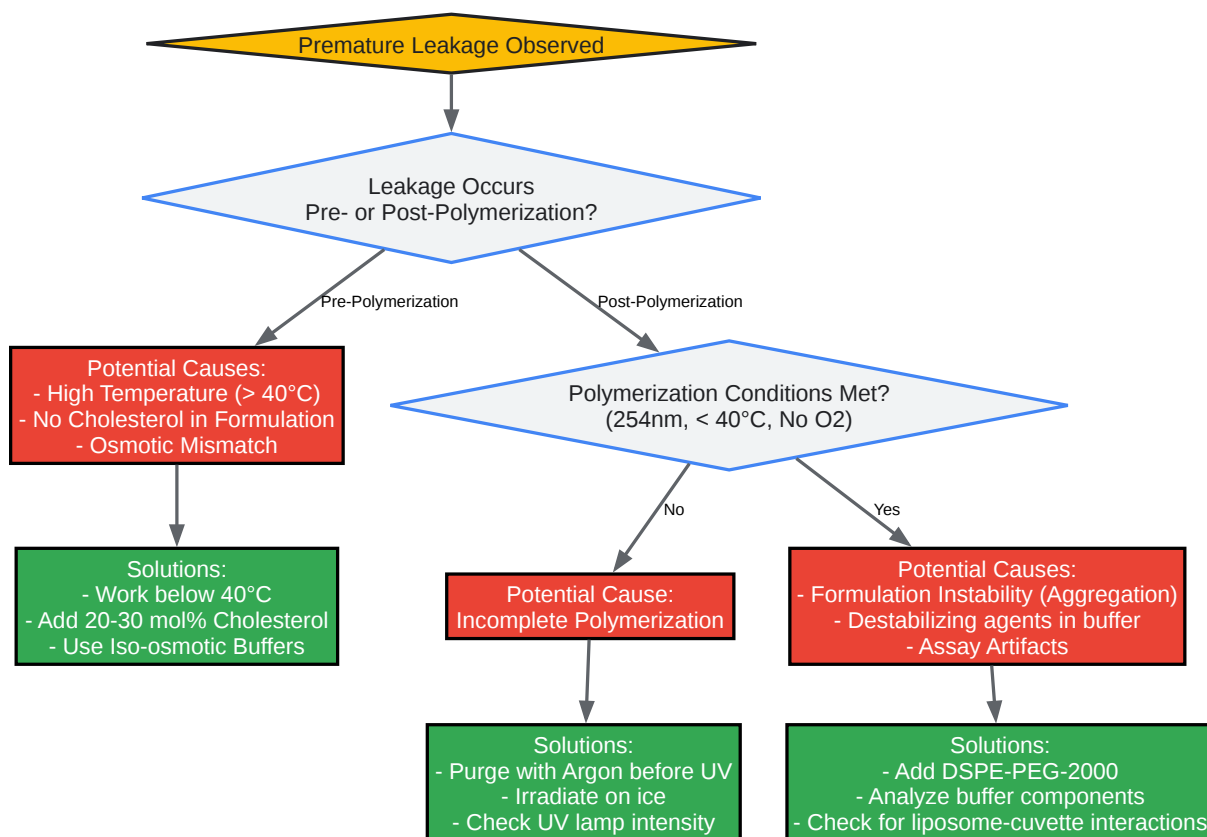 Premature Leakage Observed
Leakage Occurs
Pre- or Post-Polymerization?
Pre-Polymerization
Post-Polymerization
Potential Causes:
- High Temperature (> 40°C)
- No Cholesterol in Formulation
- Osmotic Mismatch
Polymerization Conditions Met?
(254nm, < 40°C, No O2)
Solutions:
- Work below 40°C
- Add 20-30 mol% Cholesterol
- Use Iso-osmotic Buffers
No
Yes
Potential Cause:
Incomplete Polymerization
Potential Causes:
- Formulation Instability (Aggregation)
- Destabilizing agents in buffer
- Assay Artifacts
Solutions:
- Purge with Argon before UV
- Irradiate on ice
- Check UV lamp intensity
Solutions:
- Add DSPE-PEG-2000
- Analyze buffer components
- Check for liposome-cuvette interactions